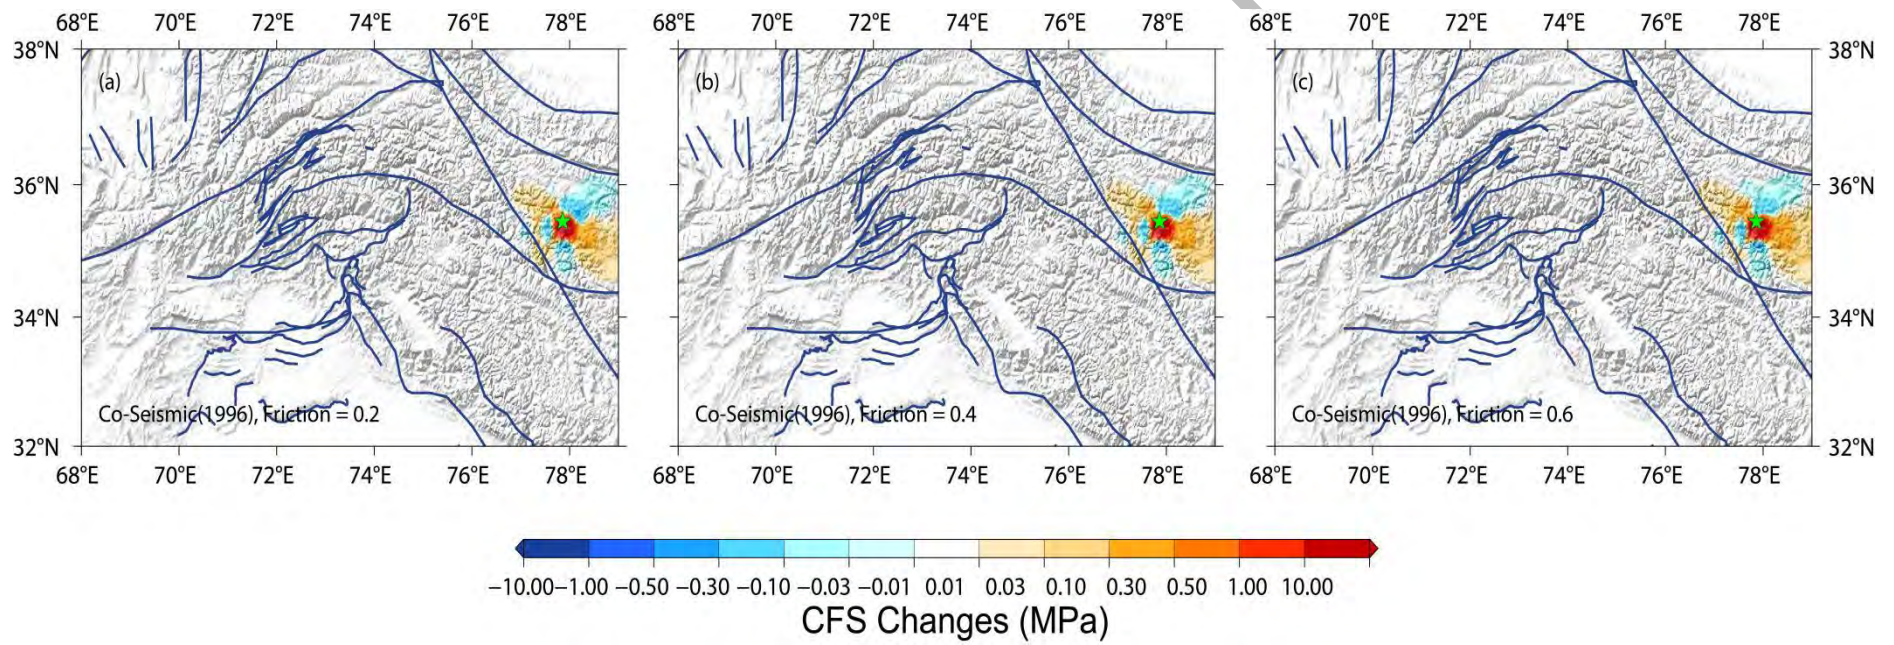 68°E 70°E 72°E 74°E 76°E 78°E 68°E 70°E 72°E 74°E 76°E 78°E 68°E 70°E 72°E 74°E 76°E 78°E
38°N 38°N
(a) (b) (c)
36°N 36°N
34°N 34°N
Co-Seismic(1996), Friction = 0.2 Co-Seismic(1996), Friction = 0.4 Co-Seismic(1996), Friction = 0.6
32°N 32°N
68°E 70°E 72°E 74°E 76°E 78°E 68°E 70°E 72°E 74°E 76°E 78°E 68°E 70°E 72°E 74°E 76°E 78°E
−10.00 −1.00 −0.50 −0.30 −0.10 −0.03 −0.01 0.01 0.03 0.10 0.30 0.50 1.00 10.00
CFS Changes (MPa)